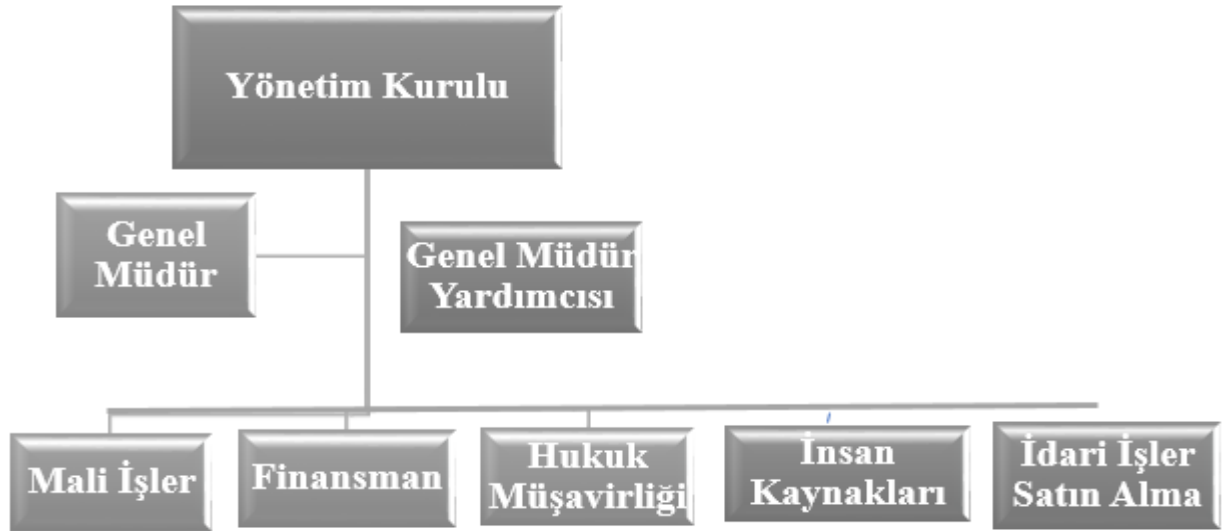 Yönetim Kurulu
Genel
Müdür
Genel Müdür
Yardımcısı
Mali İşler
Finansman
Hukuk
Müşavirliği
İnsan
Kaynakları
İdari İşler
Satın Alma